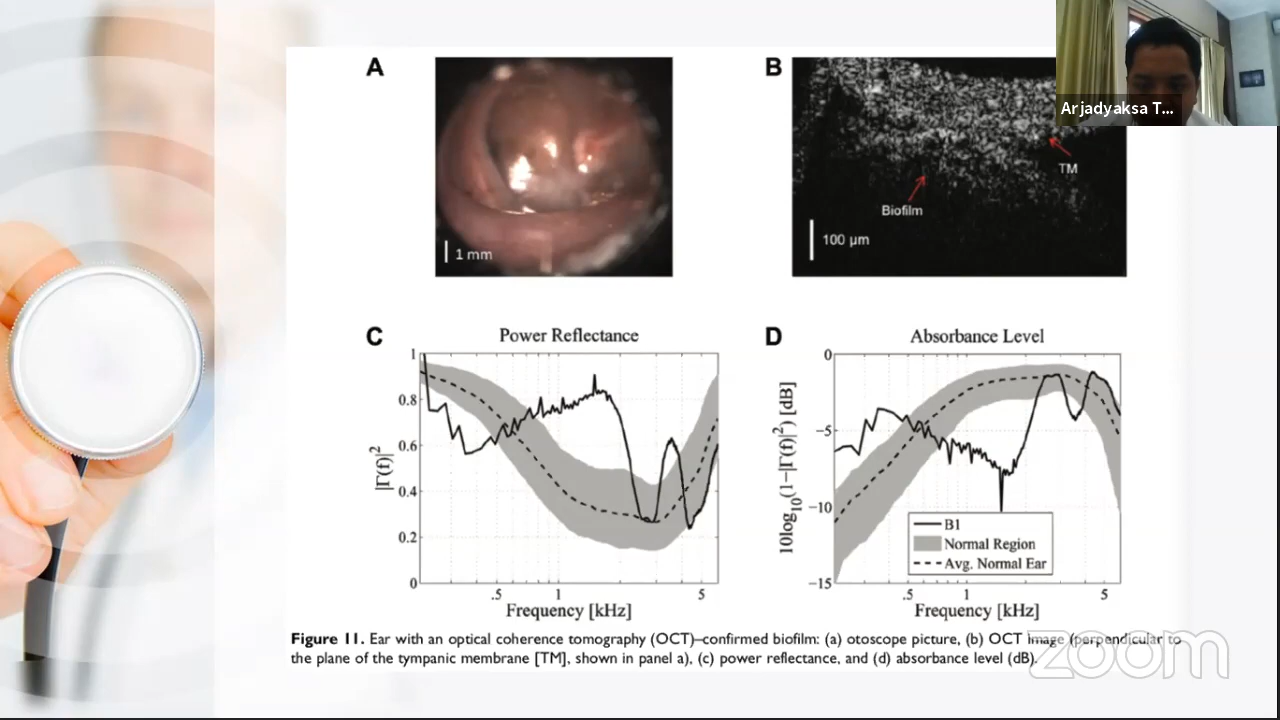 A
B
Arjadyaksa T...
TM
Biofilm
1 mm
100 μm
C
Power Reflectance
D
Absorbance Level
1
0.8
0.6
0.4
0.2
0
|Γ(f)|²
.5
1
5
Frequency [kHz]
0
−5
−10
−15
10log₁₀(1−|Γ(f)|²) [dB]
B1
Normal Region
Avg. Normal Ear
.5
1
5
Frequency [kHz]
Figure 11. Ear with an optical coherence tomography (OCT)–confirmed biofilm: (a) otoscope picture, (b) OCT image (perpendicular to
the plane of the tympanic membrane [TM], shown in panel a), (c) power reflectance, and (d) absorbance level (dB).
zoom